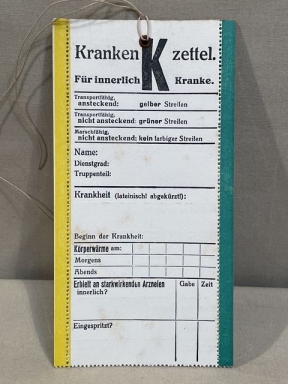 Kranken K zettel.
Für innerlich Kranke.
Transportfähig,
ansteckend: gelber Streifen
Transportfähig,
nicht ansteckend: grüner Streifen
Marschfähig,
nicht ansteckend: kein farbiger Streifen
Name:
Dienstgrad:
Truppenteil:
Krankheit (lateinisch! abgekürzt!):
Beginn der Krankheit:
Körperwärme am:
Morgens
Abends
Erhielt an starkwirkenden Arzneien Gabe Zeit
innerlich?
Eingespritzt?